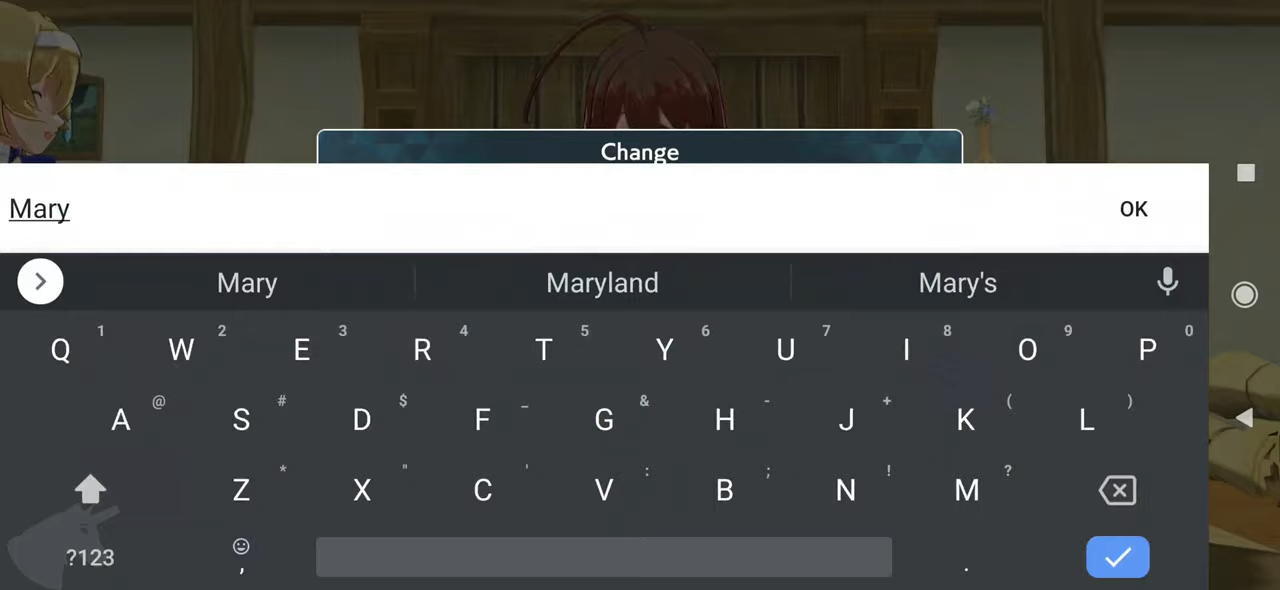 Change
Mary
OK
Mary Maryland Mary's
1 2 3 4 5 6 7 8 9 0
Q W E R T Y U I O P
@ # $ _ & - + ( )
A S D F G H J K L
* " ' : ; ! ?
Z X C V B N M
?123 , .